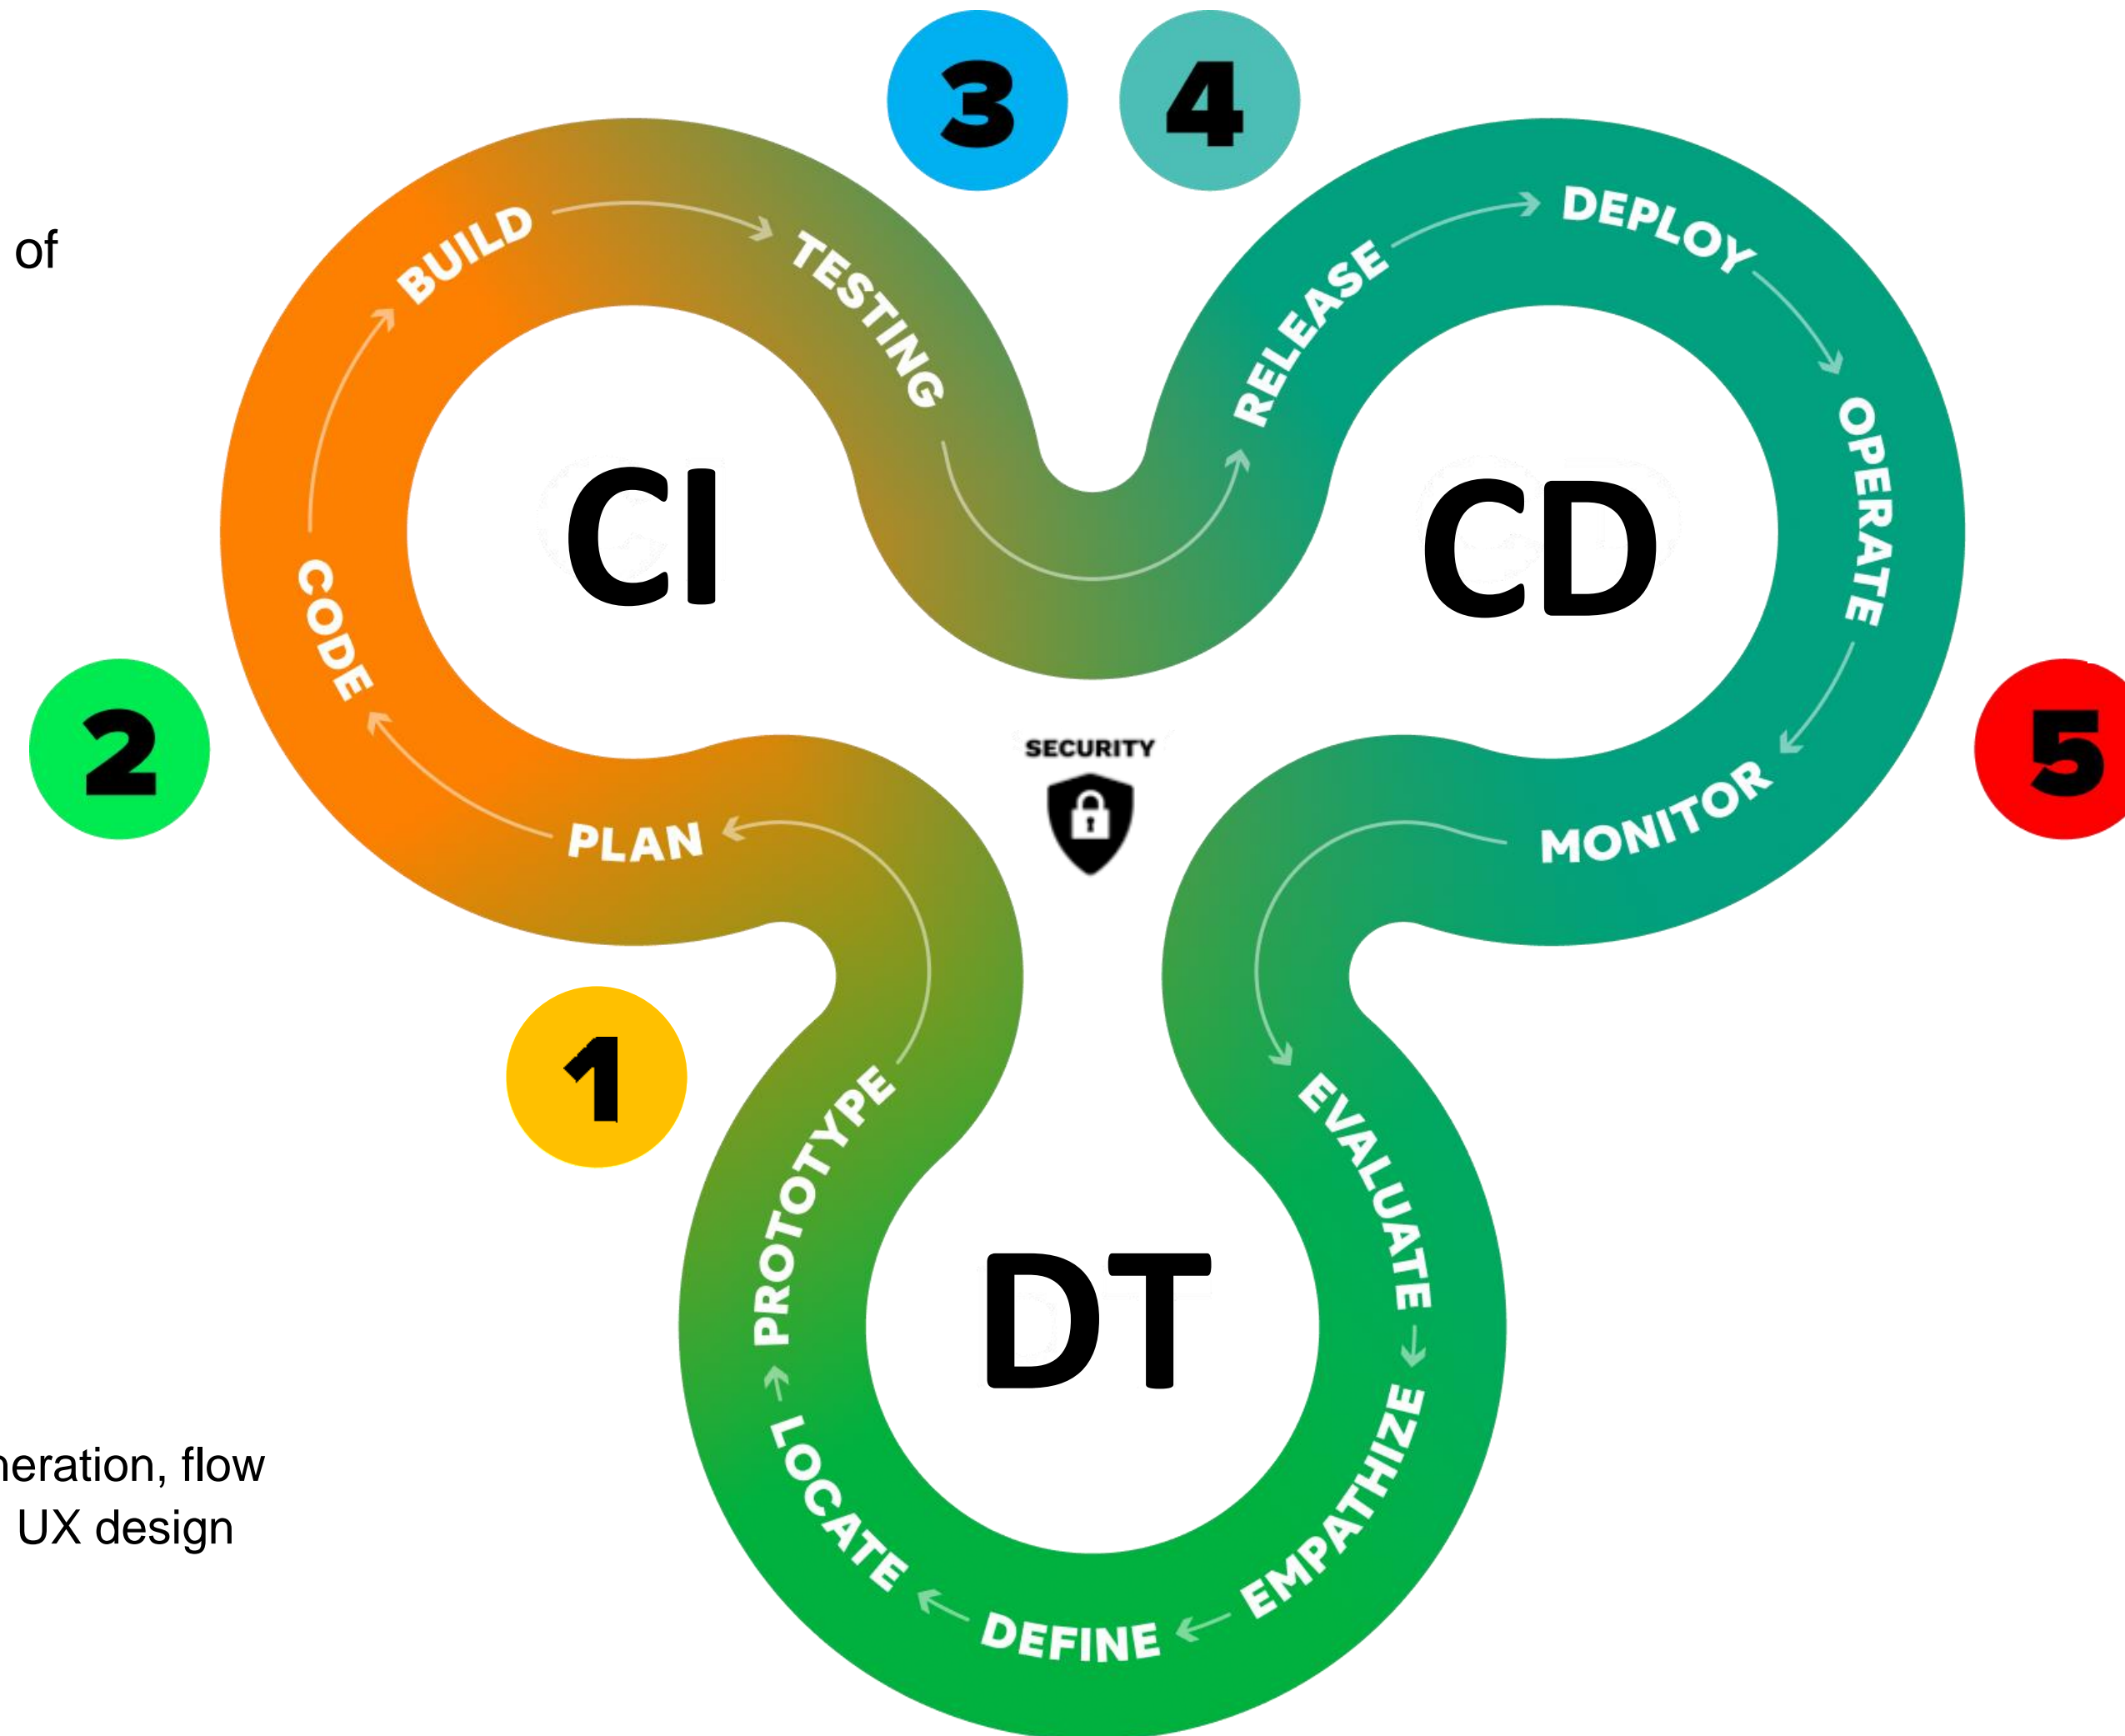 3
4
of
BUILD
TESTING
RELEASE
DEPLOY
OPERATE
CI
CD
CODE
2
5
SECURITY
PLAN
MONITOR
1
PROTOTYPE
EVALUATE
DT
LOCATE
EMPATHIZE
DEFINE
neration, flow
UX design